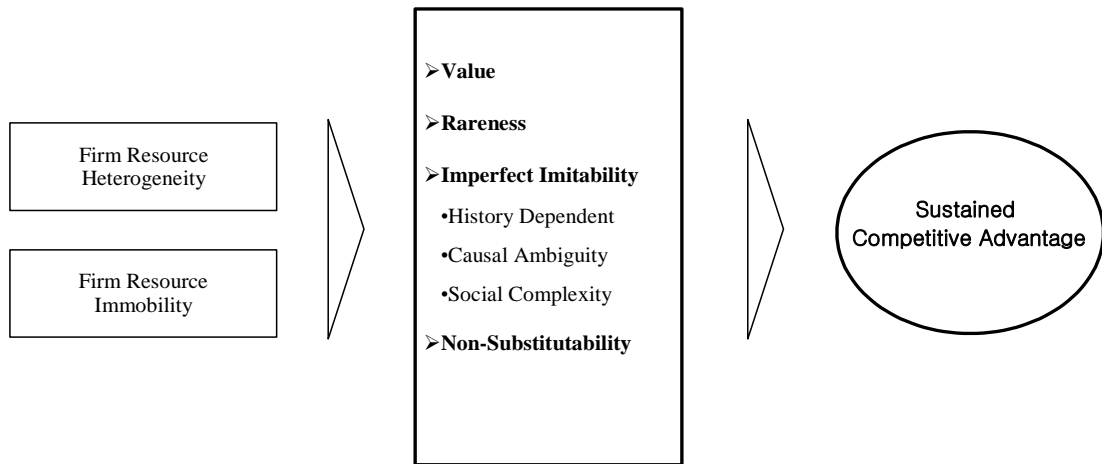 Firm Resource
Heterogeneity
Firm Resource
Immobility
➢Value
➢Rareness
➢Imperfect Imitability
•History Dependent
•Causal Ambiguity
•Social Complexity
➢Non-Substitutability
Sustained
Competitive Advantage